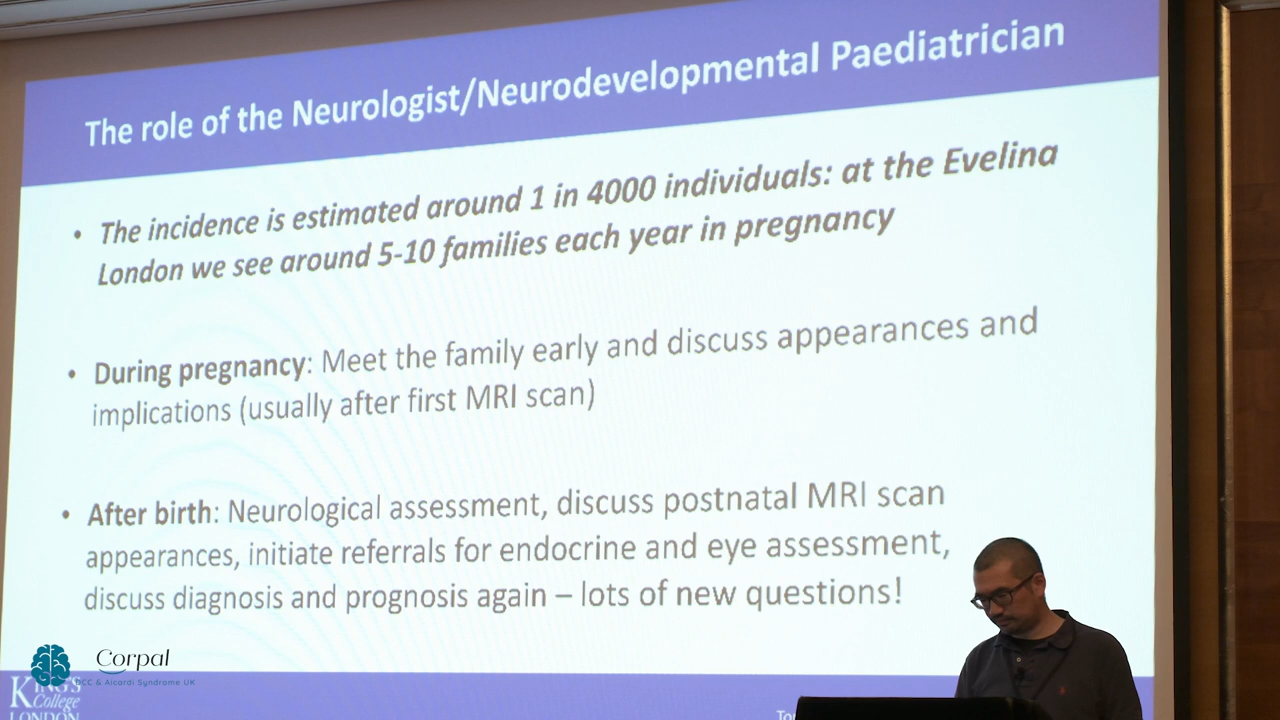 The role of the Neurologist/Neurodevelopmental Paediatrician
• The incidence is estimated around 1 in 4000 individuals: at the Evelina
London we see around 5-10 families each year in pregnancy
• During pregnancy: Meet the family early and discuss appearances and
implications (usually after first MRI scan)
• After birth: Neurological assessment, discuss postnatal MRI scan
appearances, initiate referrals for endocrine and eye assessment,
discuss diagnosis and prognosis again – lots of new questions!
Corpal
& Aicardi Syndrome UK
KING'S
College
LONDON